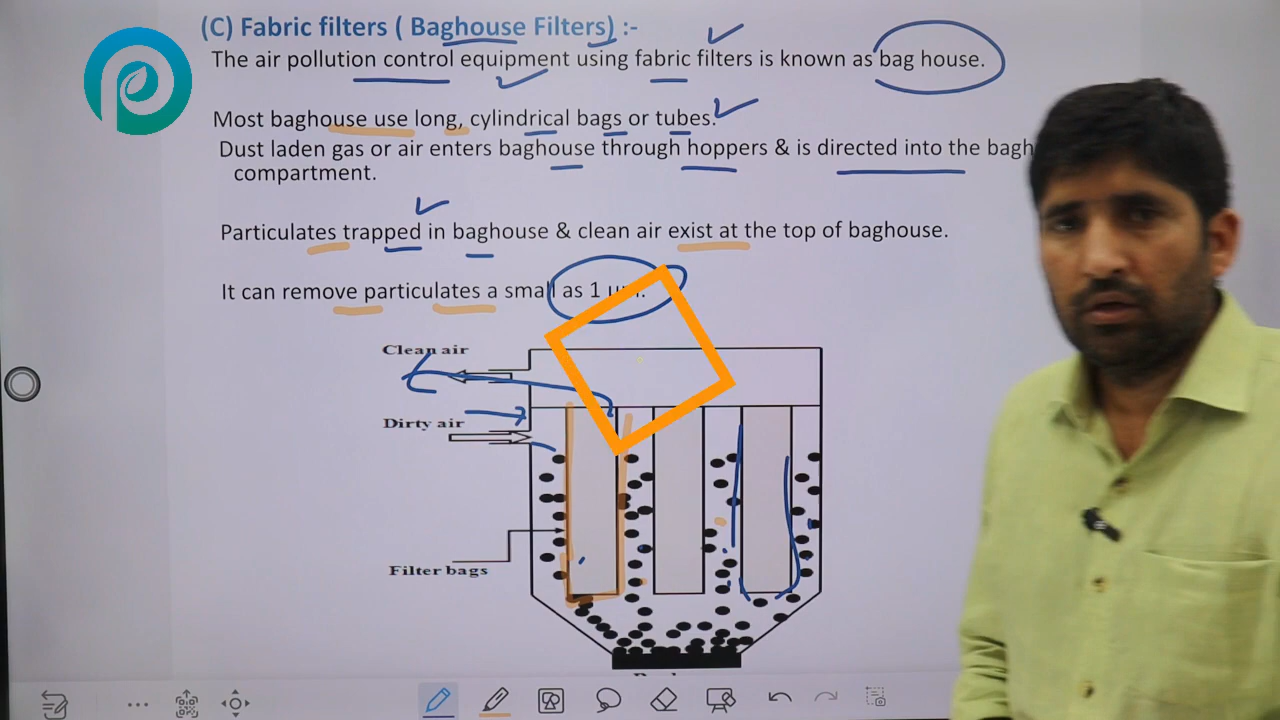 (C) Fabric filters ( Baghouse Filters) :-
The air pollution control equipment using fabric filters is known as bag house.
Most baghouse use long, cylindrical bags or tubes.
Dust laden gas or air enters baghouse through hoppers & is directed into the
compartment.
Particulates trapped in baghouse & clean air exist at the top of baghouse.
It can remove particulates a small as 1
Clean air
Dirty air
Filter bags